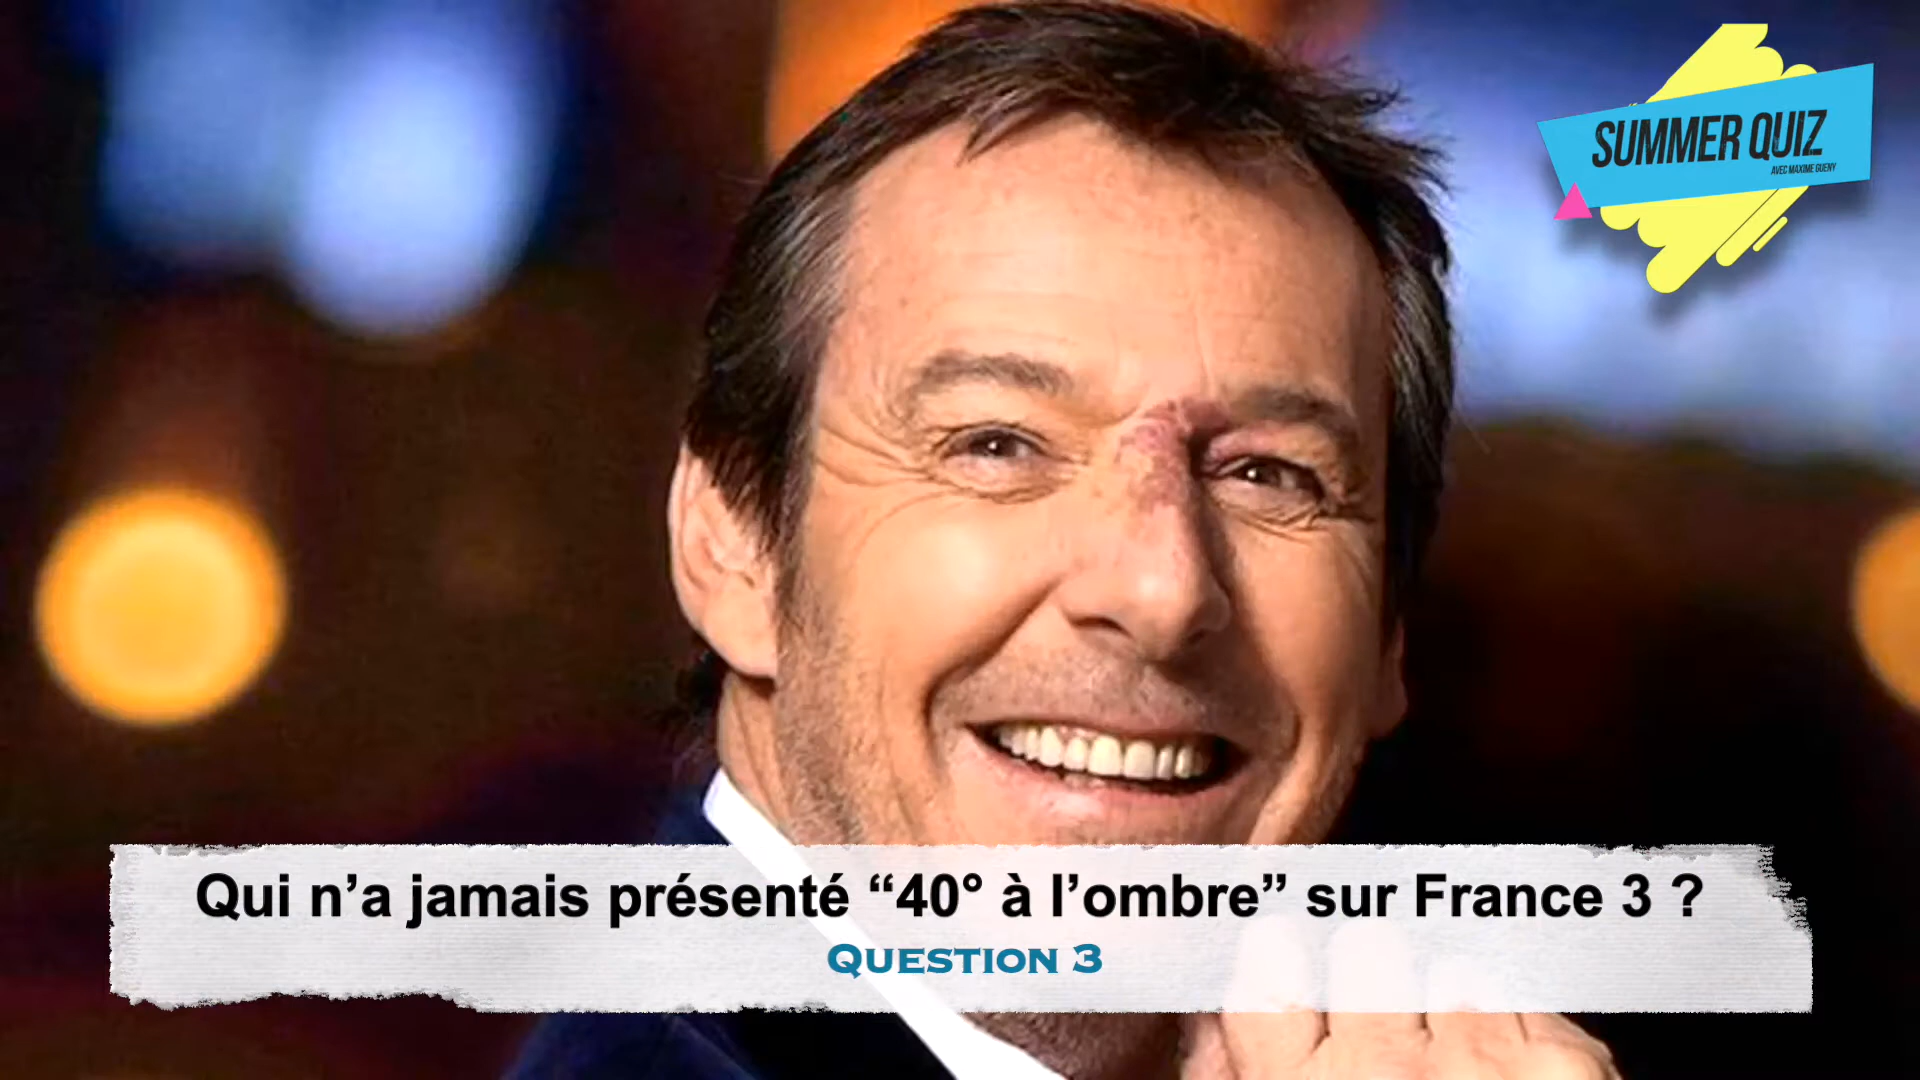 SUMMER QUIZ
AVEC MAXIME GUENY
Qui n’a jamais présenté “40° à l’ombre” sur France 3 ?
QUESTION 3